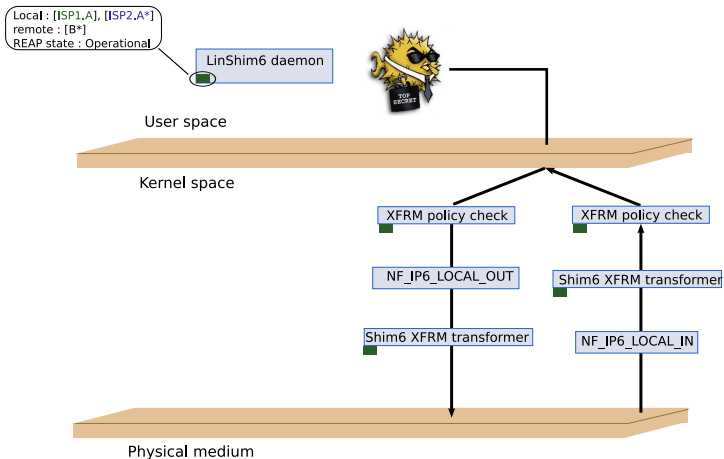 Local : [ISP1.A], [ISP2.A*]
remote : [B*]
REAP state : Operational
LinShim6 daemon
TOP
SECRET
User space
Kernel space
XFRM policy check
XFRM policy check
NF_IP6_LOCAL_OUT
Shim6 XFRM transformer
Shim6 XFRM transformer
NF_IP6_LOCAL_IN
Physical medium